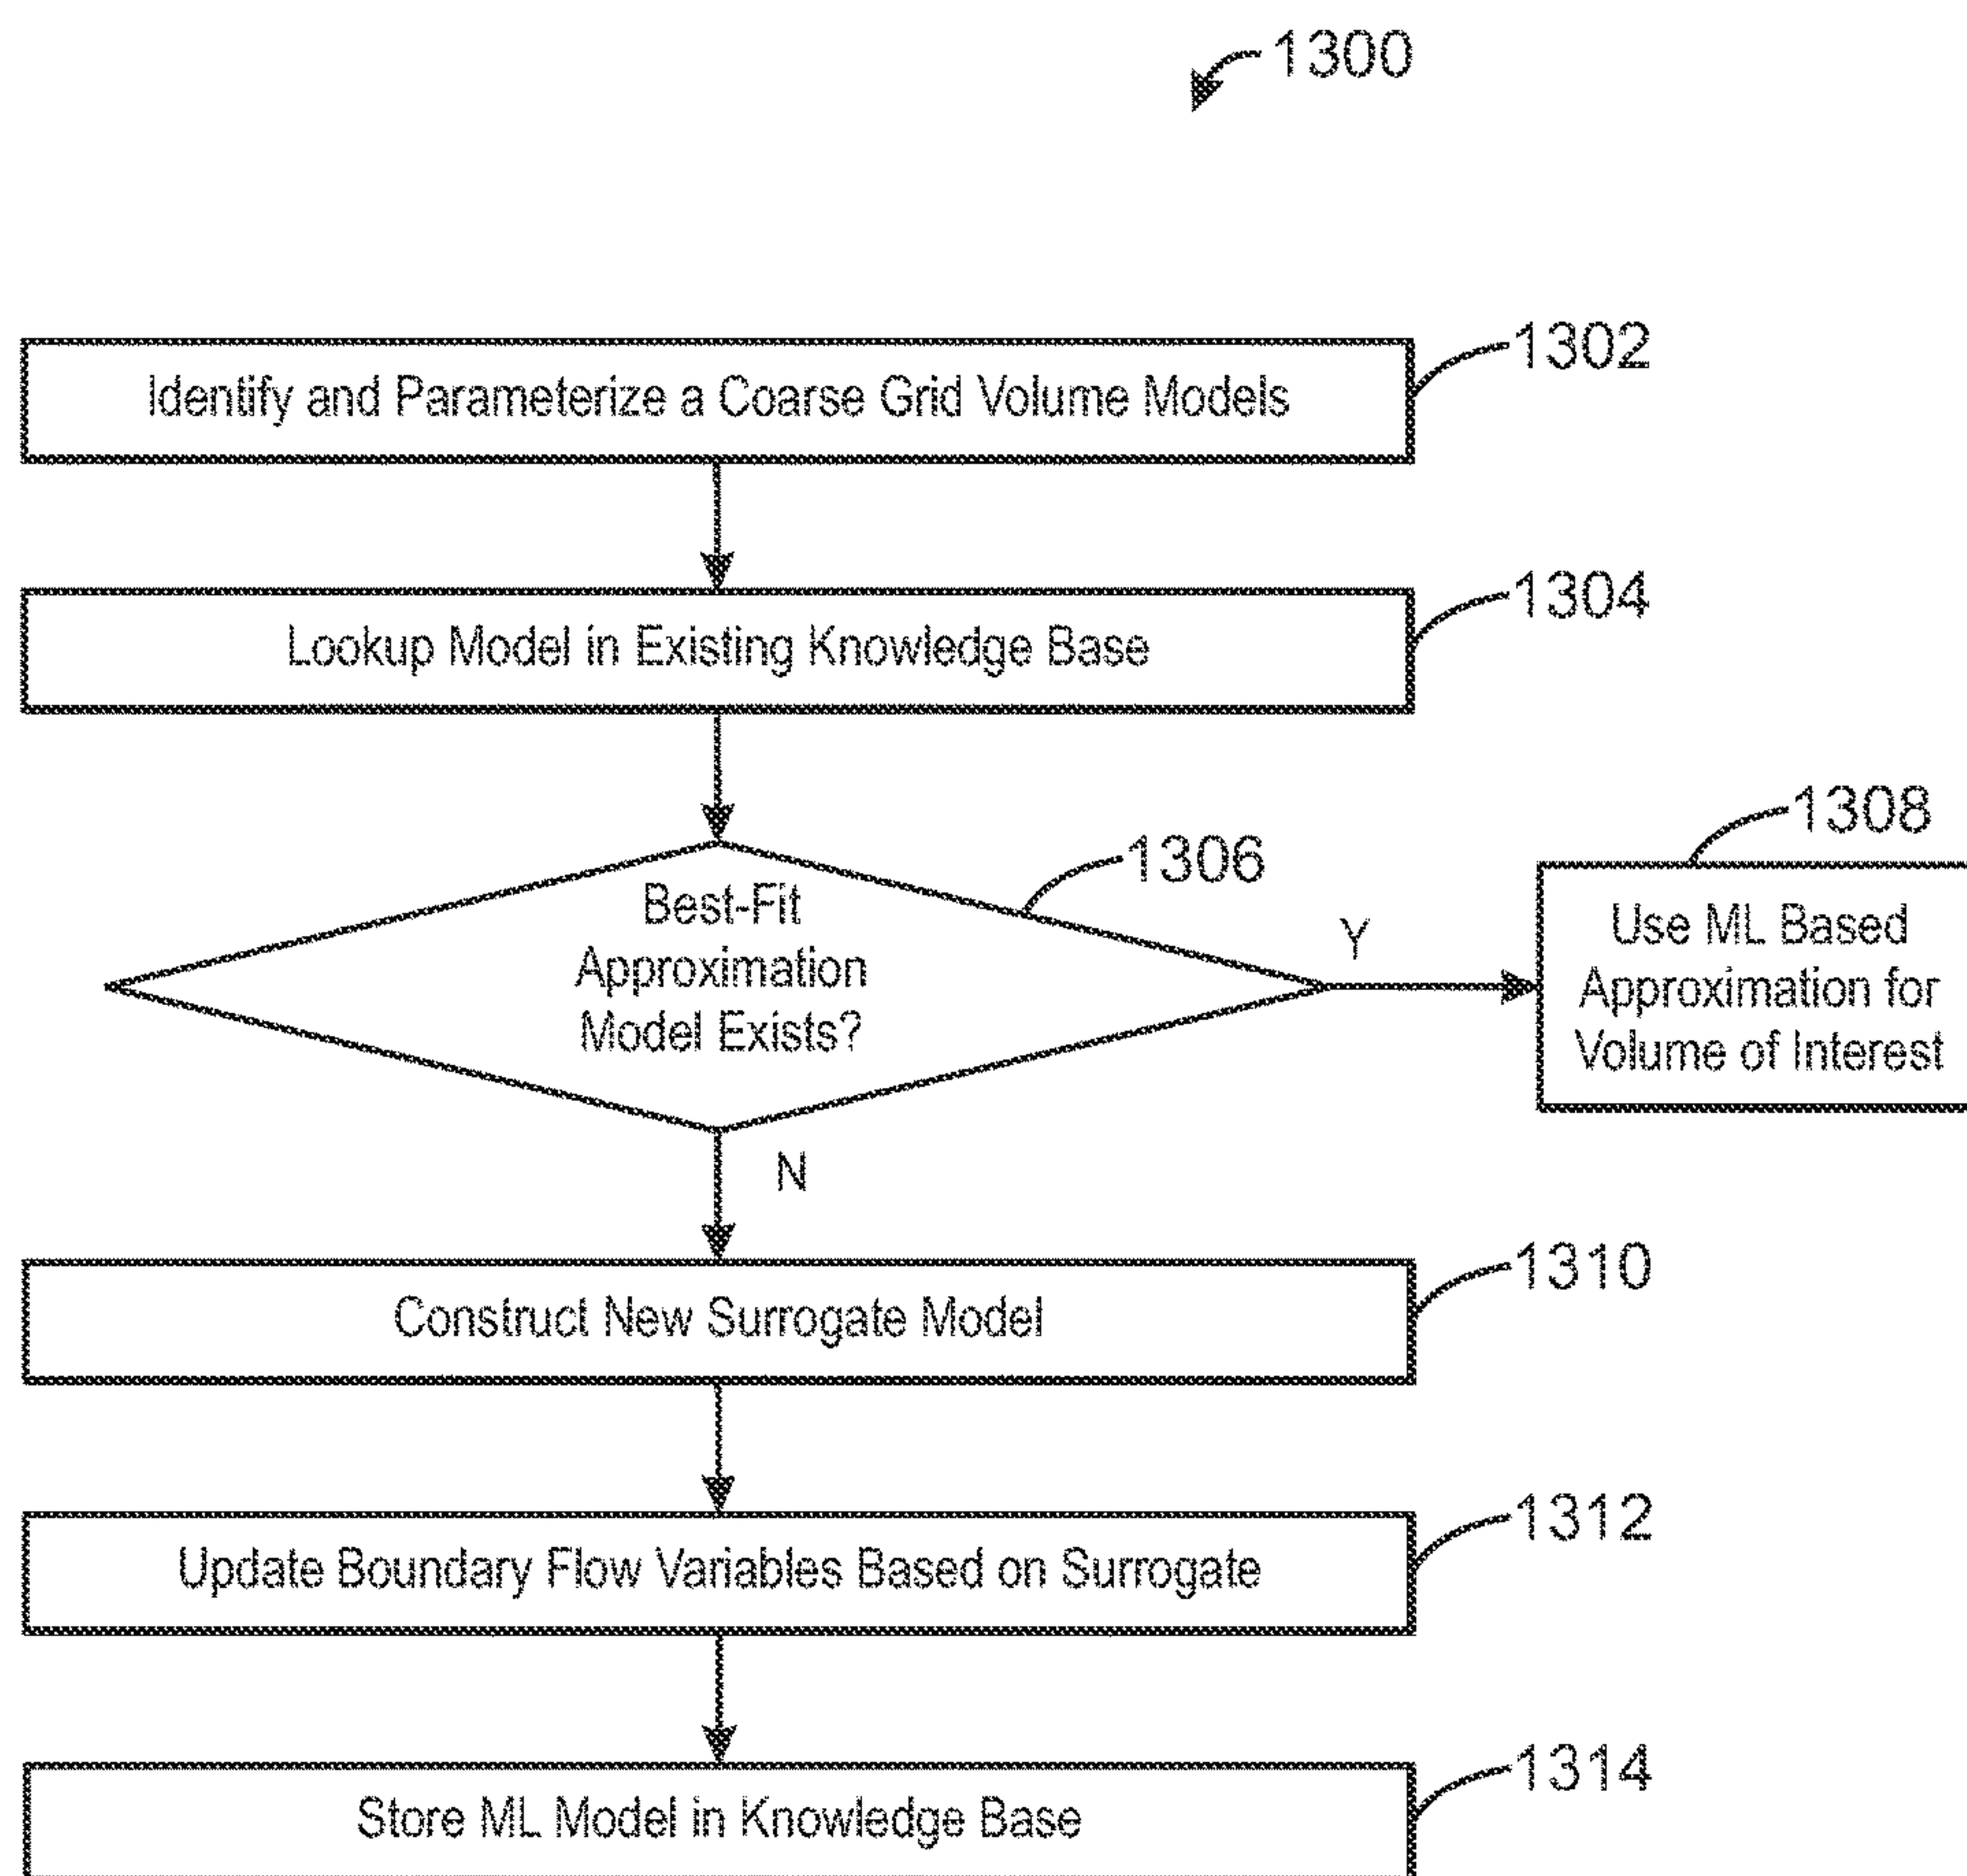 1300
1302
Identify and Parameterize a Coarse Grid Volume Models
1304
Lookup Model in Existing Knowledge Base
1306
Best-Fit
Approximation
Model Exists?
Y
1308
Use ML Based
Approximation for
Volume of Interest
N
1310
Construct New Surrogate Model
1312
Update Boundary Flow Variables Based on Surrogate
1314
Store ML Model in Knowledge Base